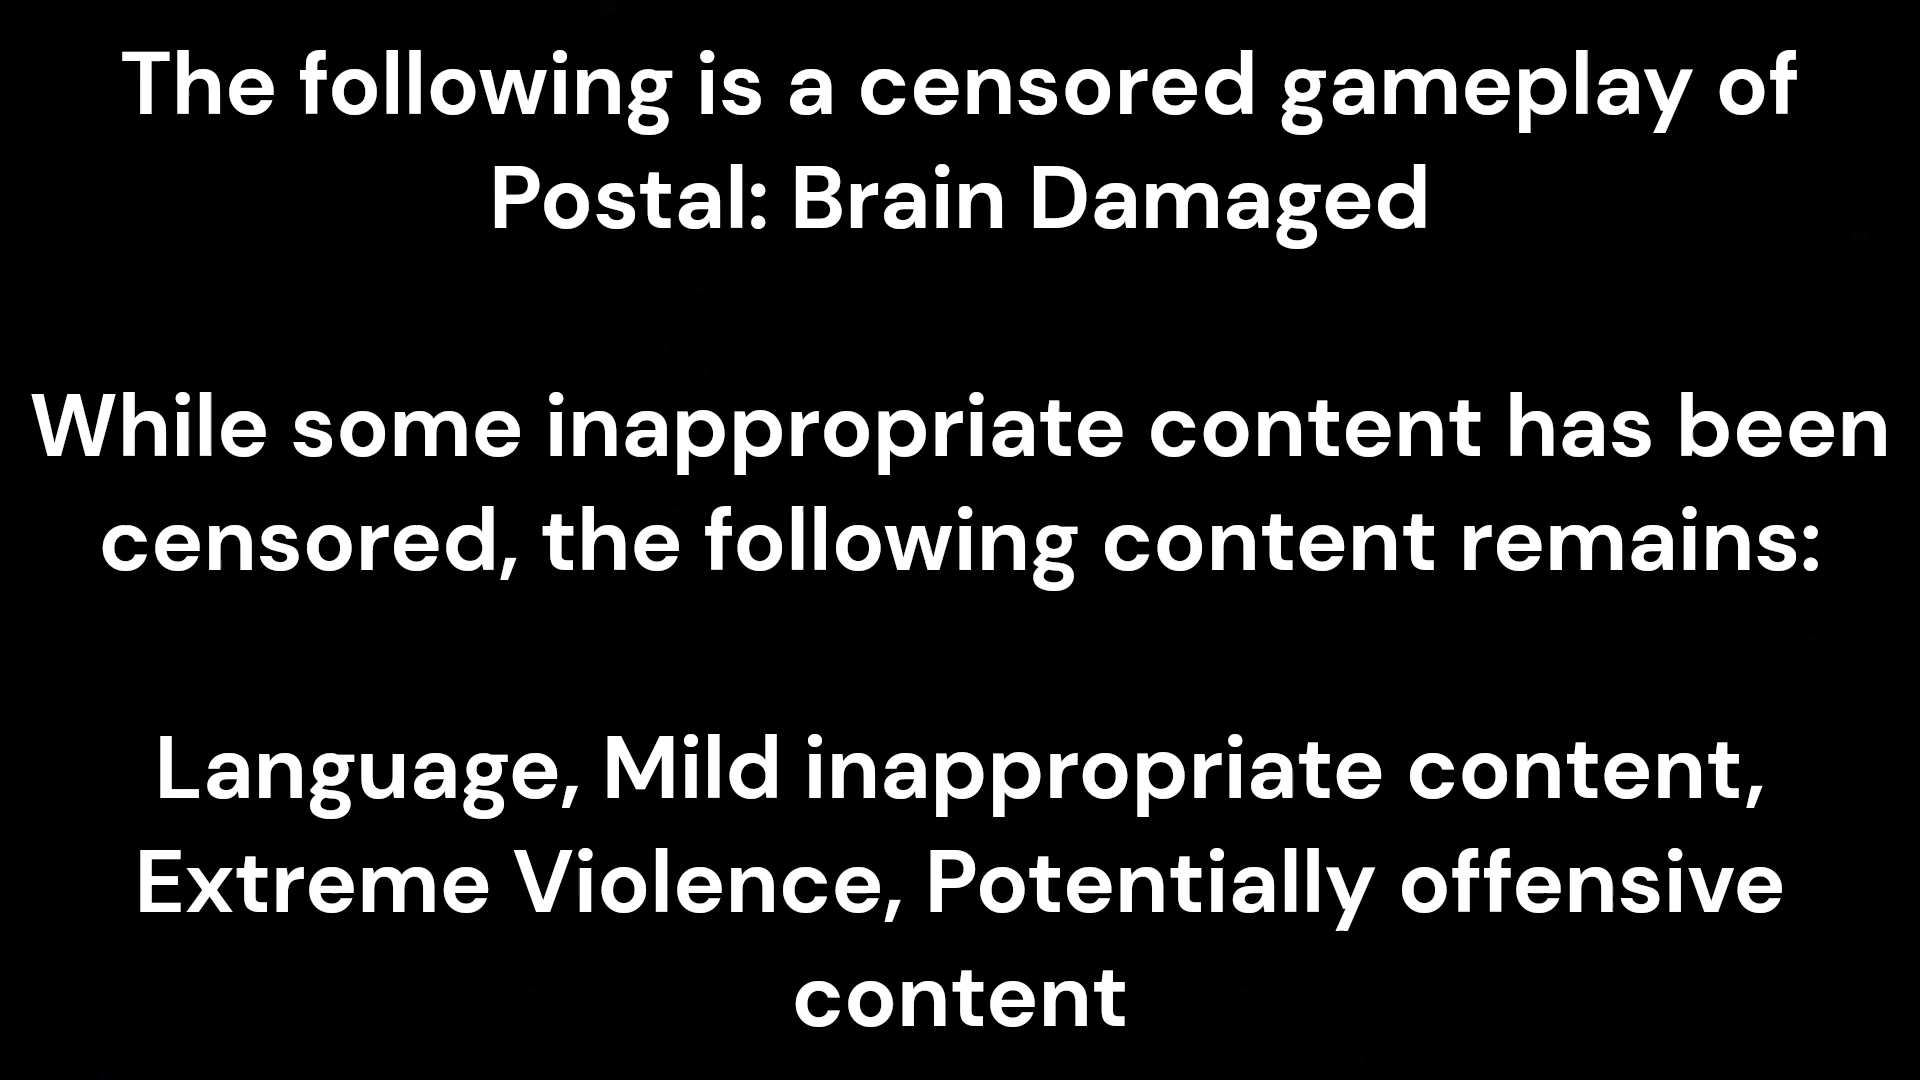 The following is a censored gameplay of
Postal: Brain Damaged
While some inappropriate content has been
censored, the following content remains:
Language, Mild inappropriate content,
Extreme Violence, Potentially offensive
content